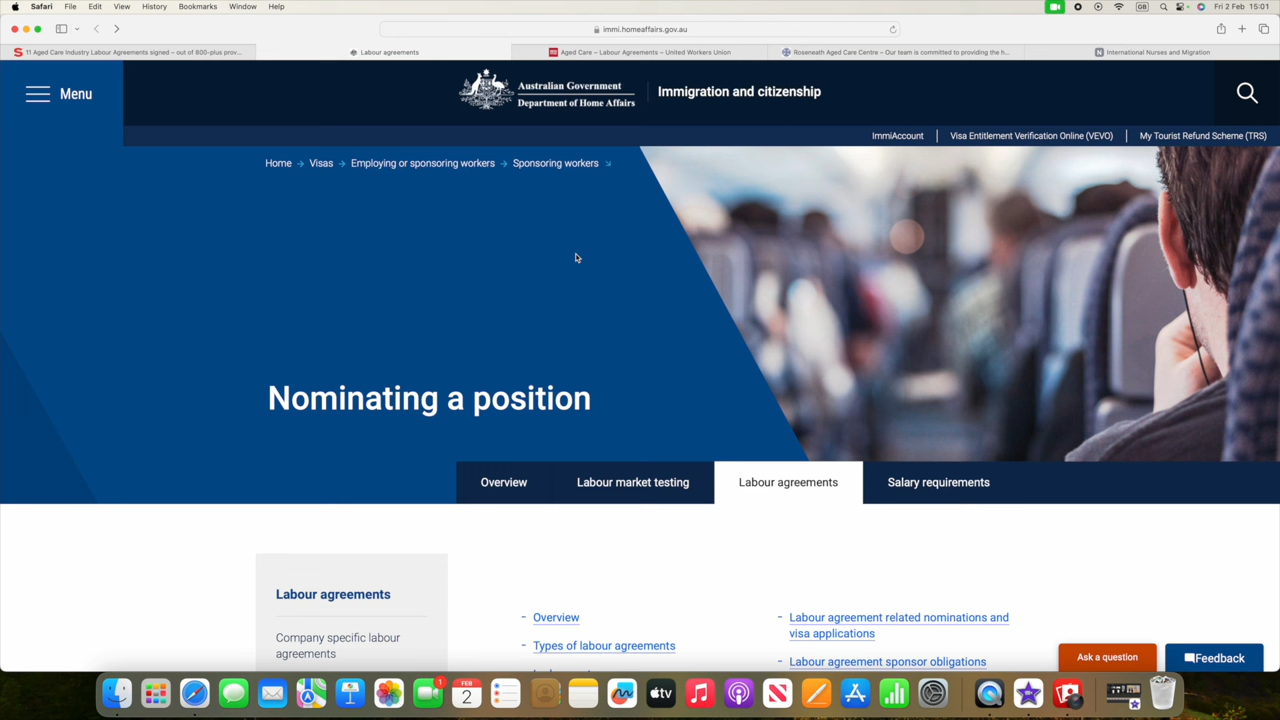 Safari File Edit View History Bookmarks Window Help
GB Fri 2 Feb 15:01
immi.homeaffairs.gov.au
11 Aged Care Industry Labour Agreements signed – out of 800-plus prov...
Labour agreements
Aged Care – Labour Agreements – United Workers Union
Roseneath Aged Care Centre – Our team is committed to providing the h...
International Nurses and Migration
Menu
Australian Government
Department of Home Affairs
Immigration and citizenship
ImmiAccount
Visa Entitlement Verification Online (VEVO)
My Tourist Refund Scheme (TRS)
Home Visas Employing or sponsoring workers Sponsoring workers
Nominating a position
Overview
Labour market testing
Labour agreements
Salary requirements
Labour agreements
Company specific labour
agreements
- Overview
- Types of labour agreements
- Labour agreement related nominations and
visa applications
- Labour agreement sponsor obligations
Ask a question
Feedback
1
FEB
2
tv